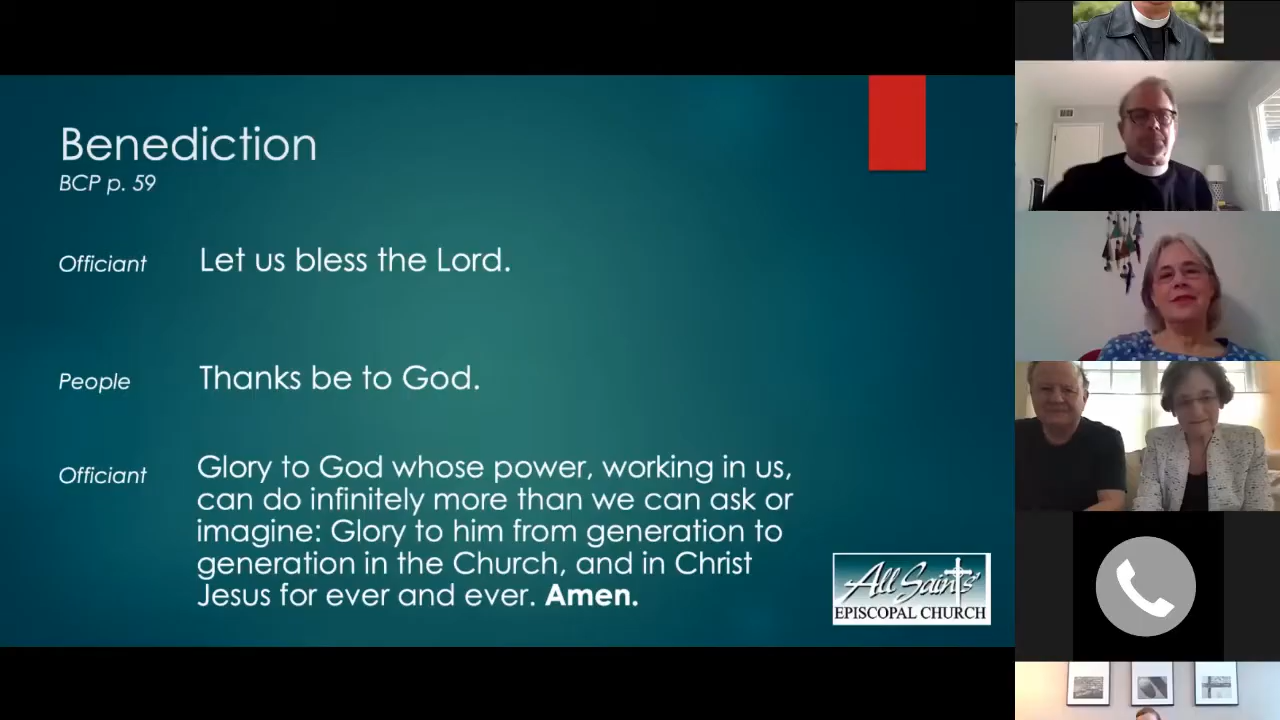 Benediction
BCP p. 59
Officiant Let us bless the Lord.
People Thanks be to God.
Officiant Glory to God whose power, working in us,
can do infinitely more than we can ask or
imagine: Glory to him from generation to
generation in the Church, and in Christ
Jesus for ever and ever. Amen.
All Saints'
EPISCOPAL CHURCH